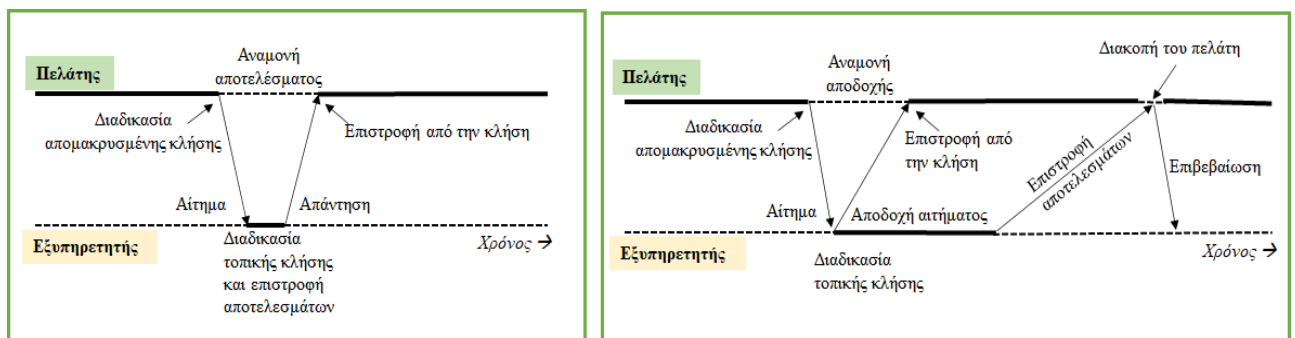 Αναμονή
αποτελέσματος
Πελάτης
Διαδικασία
απομακρυσμένης κλήσης
Επιστροφή από την κλήση
Αίτημα
Απάντηση
Εξυπηρετητής
Διαδικασία
τοπικής κλήσης
και επιστροφή
αποτελεσμάτων
Χρόνος →
Διακοπή του πελάτη
Αναμονή
αποδοχής
Πελάτης
Διαδικασία
απομακρυσμένης κλήσης
Επιστροφή από
την κλήση
Επιστροφή
αποτελεσμάτων
Επιβεβαίωση
Αίτημα
Αποδοχή αιτήματος
Εξυπηρετητής
Διαδικασία
τοπικής κλήσης
Χρόνος →